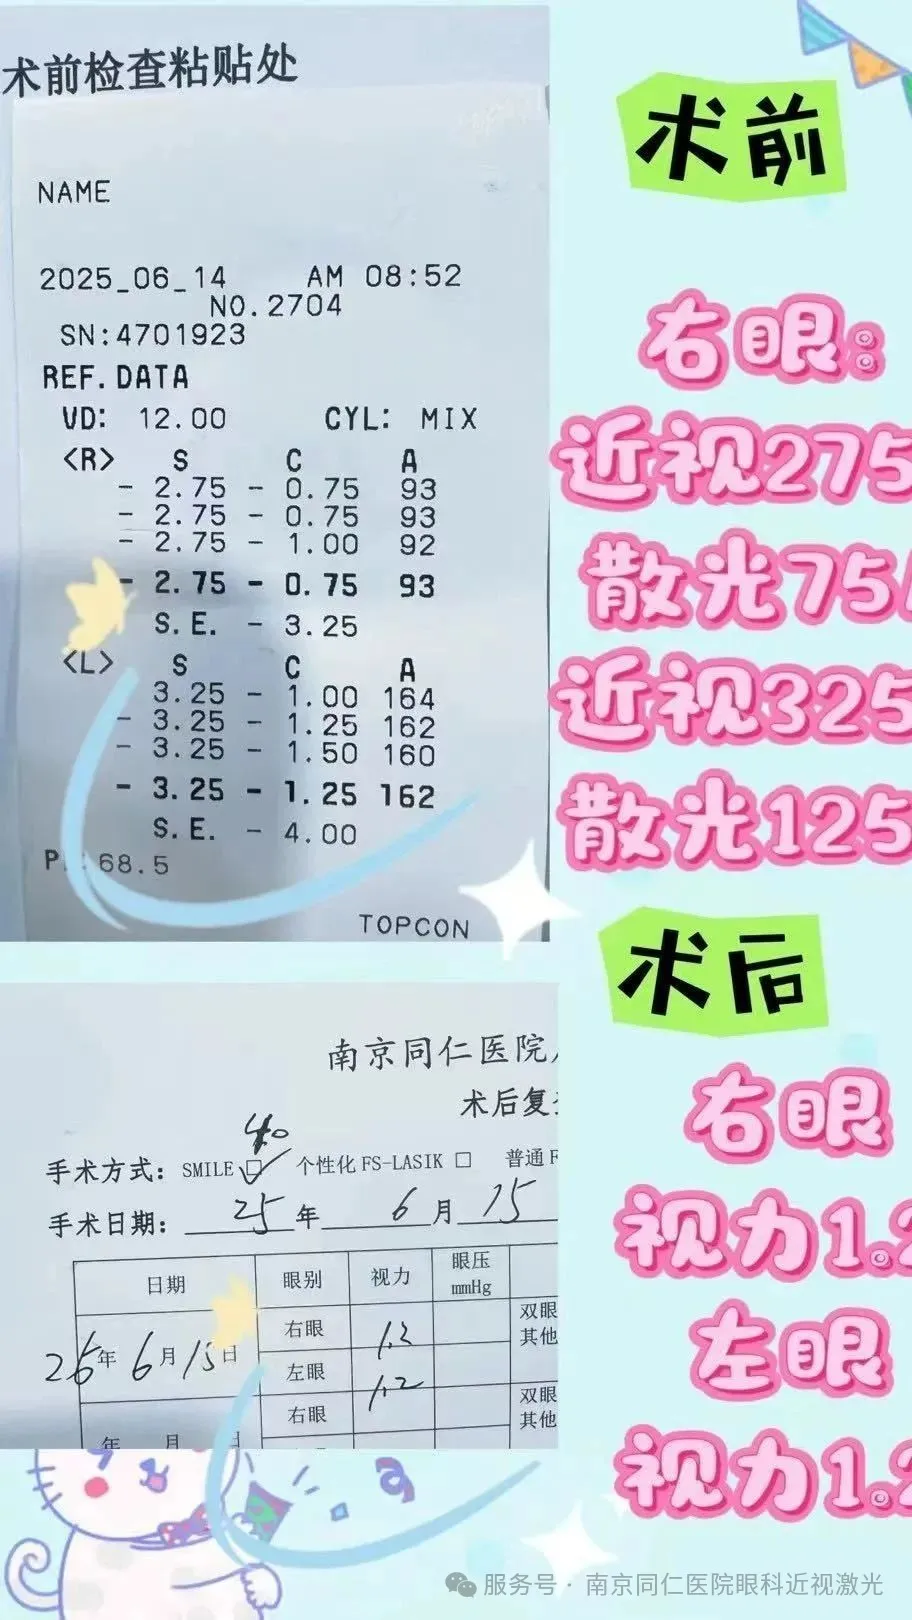 术前检查粘贴处
NAME
2025_06_14 AM 08:52
NO.2704
SN:4701923
REF.DATA
VD: 12.00 CYL: MIX
<R> S C A
- 2.75 - 0.75 93
- 2.75 - 0.75 93
- 2.75 - 1.00 92
- 2.75 - 0.75 93
S.E. - 3.25
<L> S C A
3.25 - 1.00 164
- 3.25 - 1.25 162
- 3.25 - 1.50 160
- 3.25 - 1.25 162
S.E. - 4.00
P 68.5
TOPCON
术前
右眼:
近视275
散光75
近视325
散光125
南京同仁医院
术后复
4.0
手术方式: SMILE □ 个性化 FS-LASIK □ 普通 F
手术日期: 25 年 6 月 15
日期 眼别 视力 眼压 mmHg
26 年 6 月 15 日 右眼 1.2 双眼
其他
左眼 1.2
右眼 双眼
其他
年 月 日
术后
右眼
视力1.2
左眼
视力1.2
服务号 · 南京同仁医院眼科近视激光